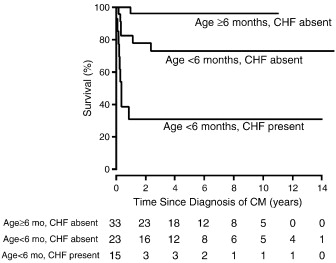 100
Age ≥6 months, CHF absent
80
Age <6 months, CHF absent
60
Survival (%)
40
Age <6 months, CHF present
20
0
0 2 4 6 8 10 12 14
Time Since Diagnosis of CM (years)
Age≥6 mo, CHF absent 33 23 18 12 8 5 0 0
Age<6 mo, CHF absent 23 16 12 8 6 5 4 1
Age<6 mo, CHF present 15 3 3 2 1 1 1 0